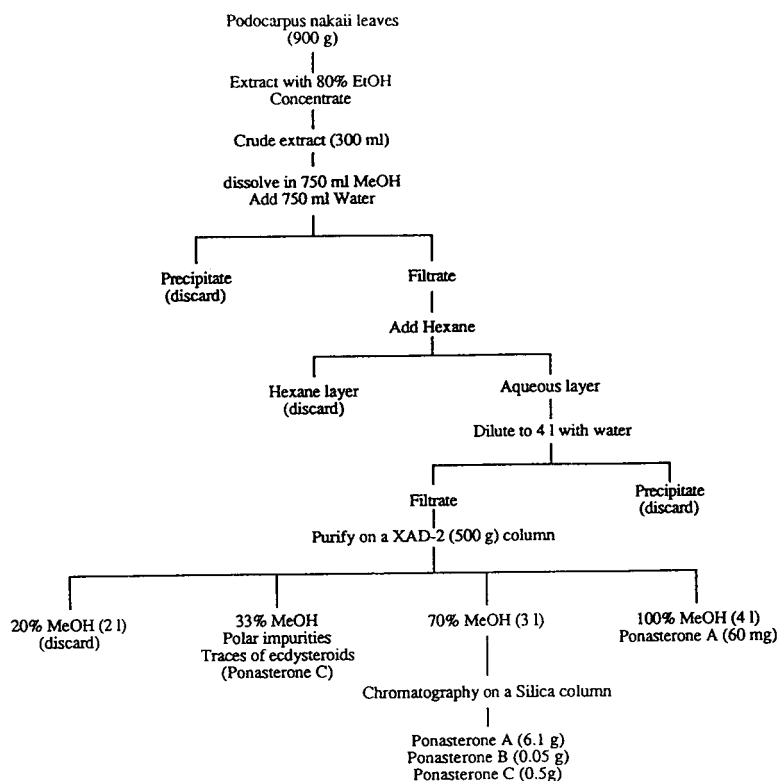 Podocarpus nakaii leaves
(900 g)
Extract with 80% EtOH
Concentrate
Crude extract (300 ml)
dissolve in 750 ml MeOH
Add 750 ml Water
Precipitate
(discard)
Filtrate
Add Hexane
Hexane layer
(discard)
Aqueous layer
Dilute to 4 l with water
Filtrate
Precipitate
(discard)
Purify on a XAD-2 (500 g) column
20% MeOH (2 l)
(discard)
33% MeOH
Polar impurities
Traces of ecdysteroids
(Ponasterone C)
70% MeOH (3 l)
100% MeOH (4 l)
Ponasterone A (60 mg)
Chromatography on a Silica column
Ponasterone A (6.1 g)
Ponasterone B (0.05 g)
Ponasterone C (0.5g)